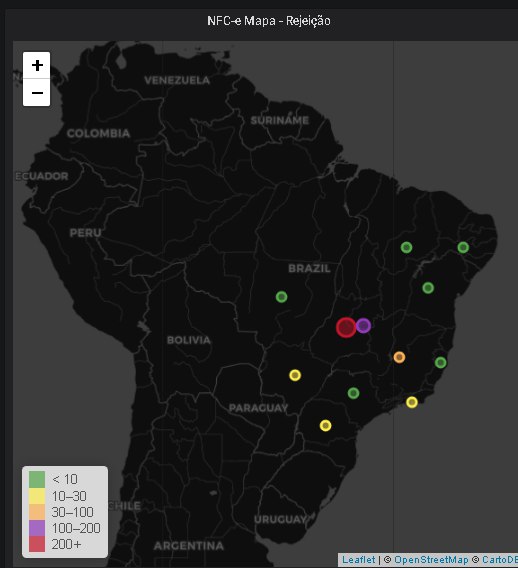 NFC-e Mapa - Rejeição
+
−
VENEZUELA
SURINAME
COLOMBIA
ECUADOR
PERU
BRAZIL
BOLIVIA
PARAGUAY
CHILE
URUGUAY
ARGENTINA
< 10
10–30
30–100
100–200
200+
Leaflet | © OpenStreetMap © CartoDB